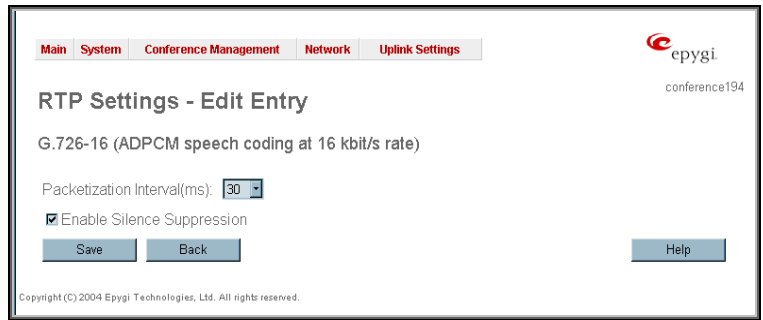 Main System Conference Management Network Uplink Settings
epygi
conference194
RTP Settings - Edit Entry
G.726-16 (ADPCM speech coding at 16 kbit/s rate)
Packetization Interval(ms): 30
Enable Silence Suppression
Save Back Help
Copyright (C) 2004 Epygi Technologies, Ltd. All rights reserved.